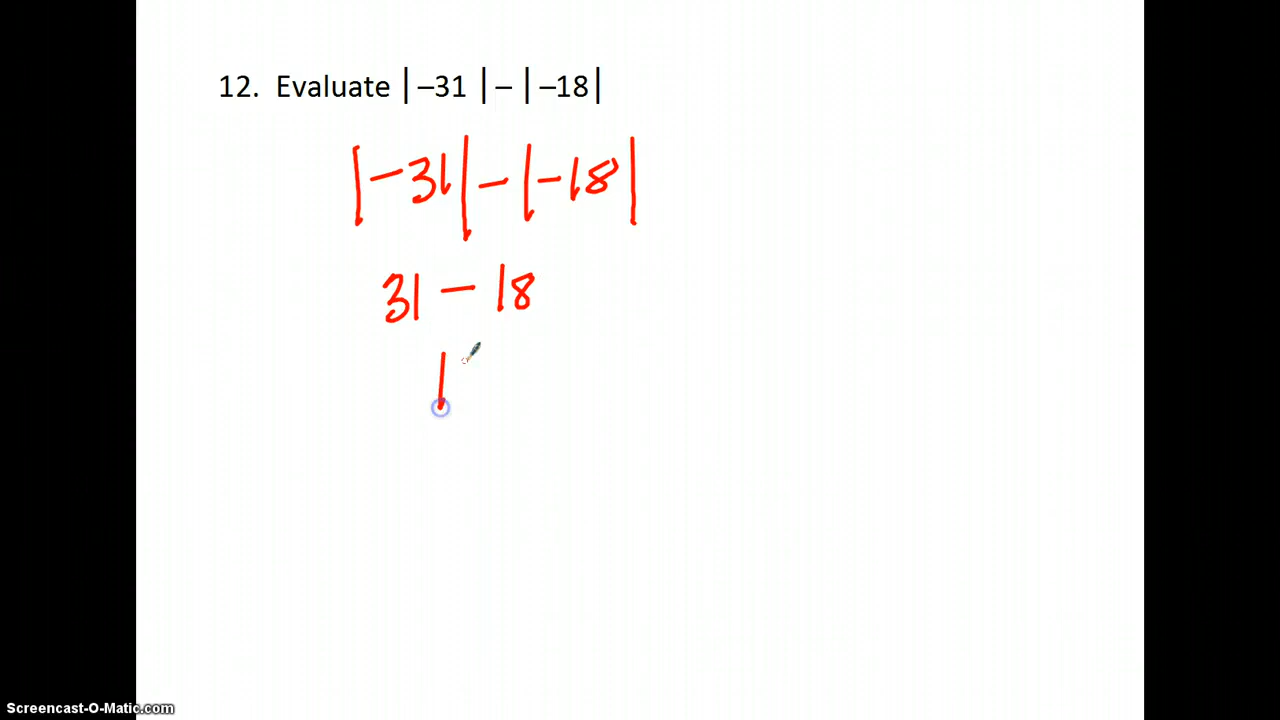 12. Evaluate |–31 | – | –18|
|-31| - |-18|
31 - 18
1
Screencast-O-Matic.com